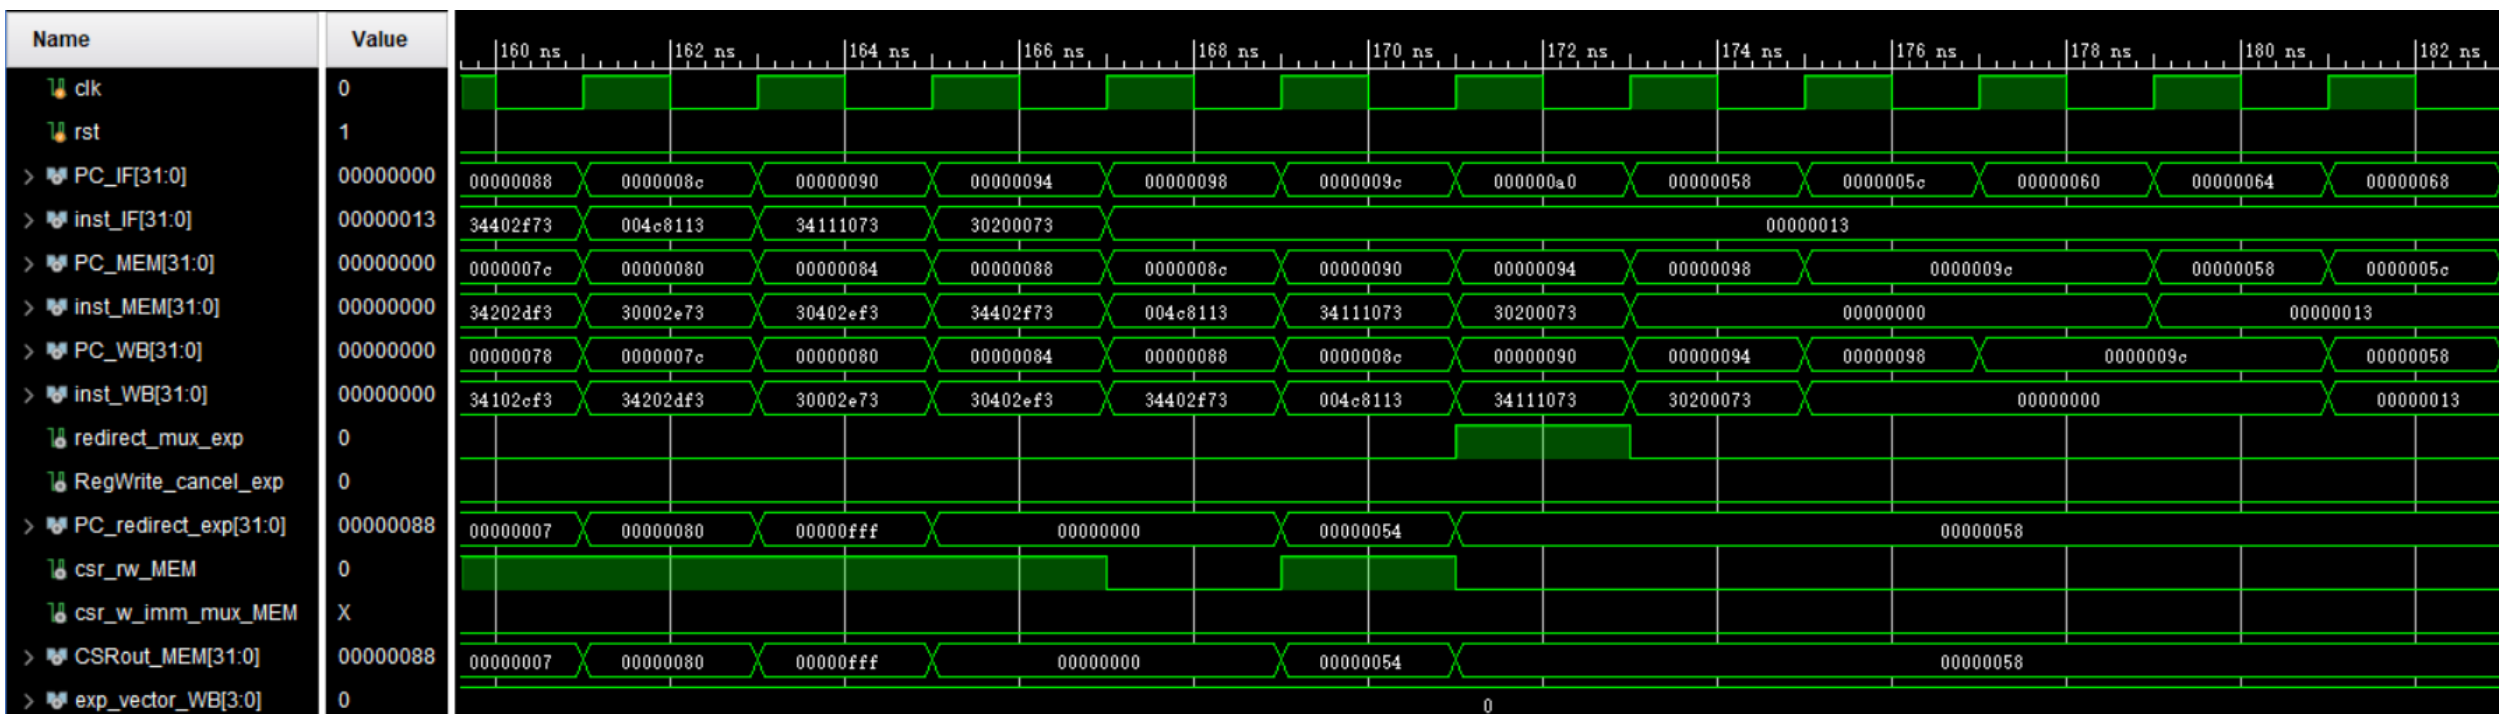 Name Value 160 ns 162 ns 164 ns 166 ns 168 ns 170 ns 172 ns 174 ns 176 ns 178 ns 180 ns 182 ns
clk 0
rst 1
PC_IF[31:0] 00000000 00000088 0000008c 00000090 00000094 00000098 0000009c 000000a0 00000058 0000005c 00000060 00000064 00000068
inst_IF[31:0] 00000013 34402f73 004c8113 34111073 30200073 00000013
PC_MEM[31:0] 00000000 0000007c 00000080 00000084 00000088 0000008c 00000090 00000094 00000098 0000009c 00000058 0000005c
inst_MEM[31:0] 00000000 34202df3 30002e73 30402ef3 34402f73 004c8113 34111073 30200073 00000000 00000013
PC_WB[31:0] 00000000 00000078 0000007c 00000080 00000084 00000088 0000008c 00000090 00000094 00000098 0000009c 00000058
inst_WB[31:0] 00000000 34102cf3 34202df3 30002e73 30402ef3 34402f73 004c8113 34111073 30200073 00000000 00000013
redirect_mux_exp 0
RegWrite_cancel_exp 0
PC_redirect_exp[31:0] 00000088 00000007 00000080 00000fff 00000000 00000054 00000058
csr_rw_MEM 0
csr_w_imm_mux_MEM X
CSRout_MEM[31:0] 00000088 00000007 00000080 00000fff 00000000 00000054 00000058
exp_vector_WB[3:0] 0 0